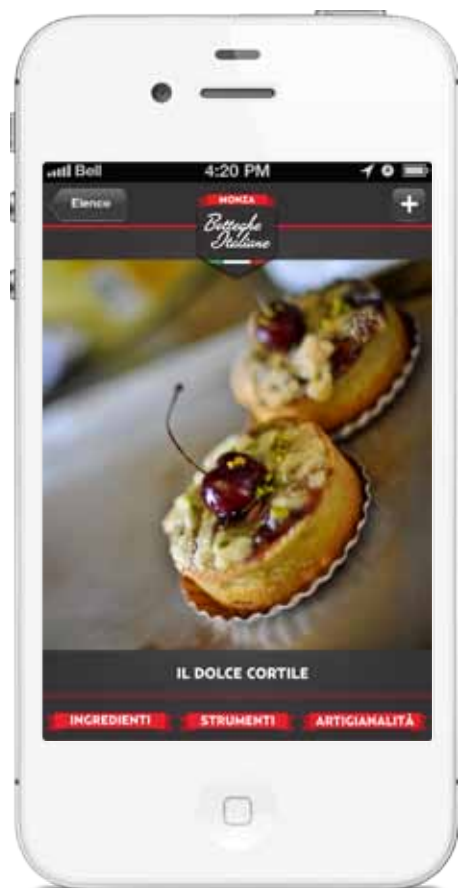 Bell 4:20 PM
Elenco MONZA +
Botteghe
Italiane
IL DOLCE CORTILE
INGREDIENTI STRUMENTI ARTIGIANALITÀ